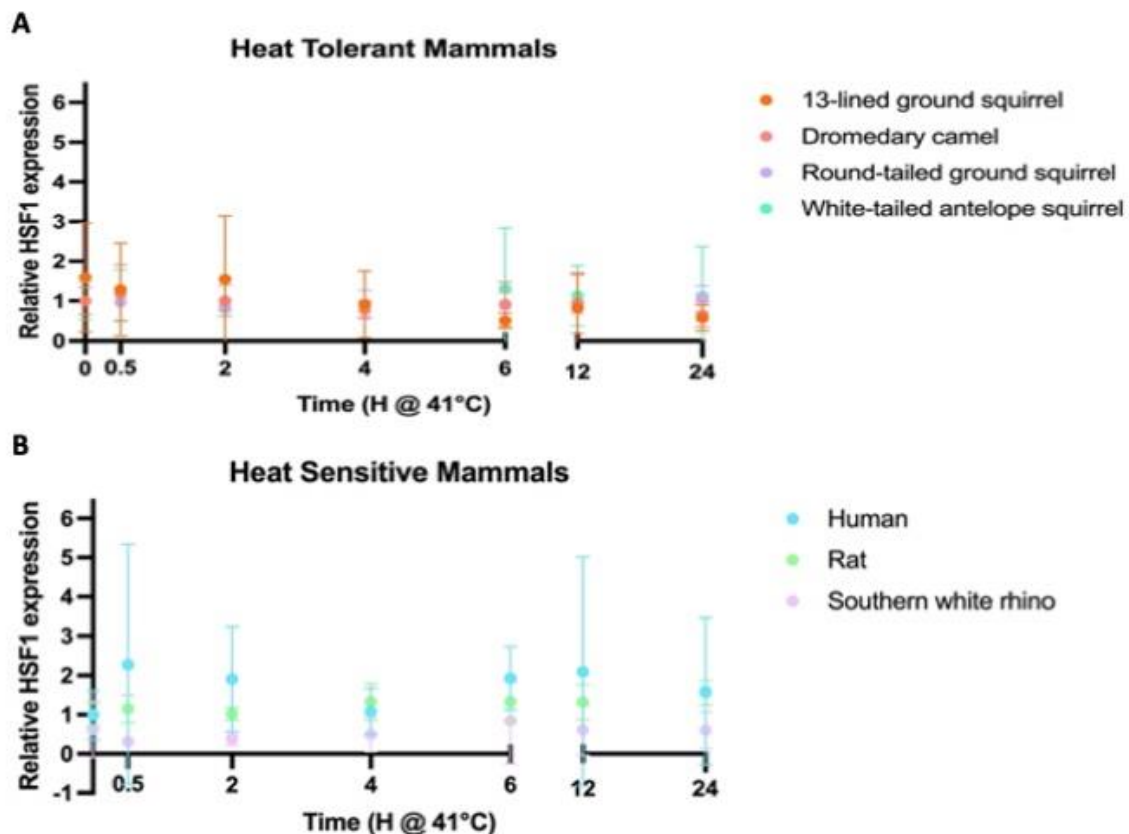 A
Heat Tolerant Mammals
Relative HSF1 expression
6
5
4
3
2
1
0
0 0.5 2 4 6 12 24
Time (H @ 41°C)
13-lined ground squirrel
Dromedary camel
Round-tailed ground squirrel
White-tailed antelope squirrel
B
Heat Sensitive Mammals
Relative HSF1 expression
6
5
4
3
2
1
0
-1
0.5 2 4 6 12 24
Time (H @ 41°C)
Human
Rat
Southern white rhino